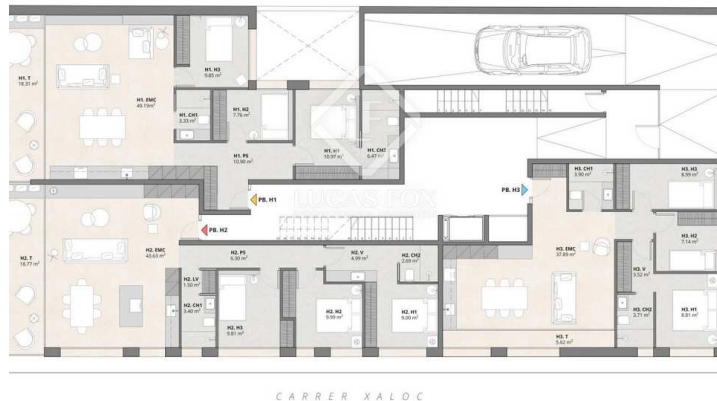 H1. H3
9.85 m²
H1. T
18.31 m²
H1. EMC
49.19 m²
H1. CH1
3.33 m²
H1. H2
7.76 m²
H1. H1
10.97 m²
H1. CH2
6.47 m²
H1. PS
10.90 m²
PB. H1
LUCAS FOX
PB. H2
PB. H3
H3. CH1
3.90 m²
H3. H3
8.99 m²
H3. H2
7.14 m²
H3. EMC
37.89 m²
H3. V
3.52 m²
H3. CH2
3.71 m²
H3. H1
8.81 m²
H3. T
5.62 m²
H2. T
18.77 m²
H2. EMC
43.63 m²
H2. PS
6.30 m²
H2. V
4.99 m²
H2. CH2
2.69 m²
H2. LV
1.50 m²
H2. CH1
3.40 m²
H2. H3
9.81 m²
H2. H2
9.99 m²
H2. H1
9.00 m²
CARRER XALOC